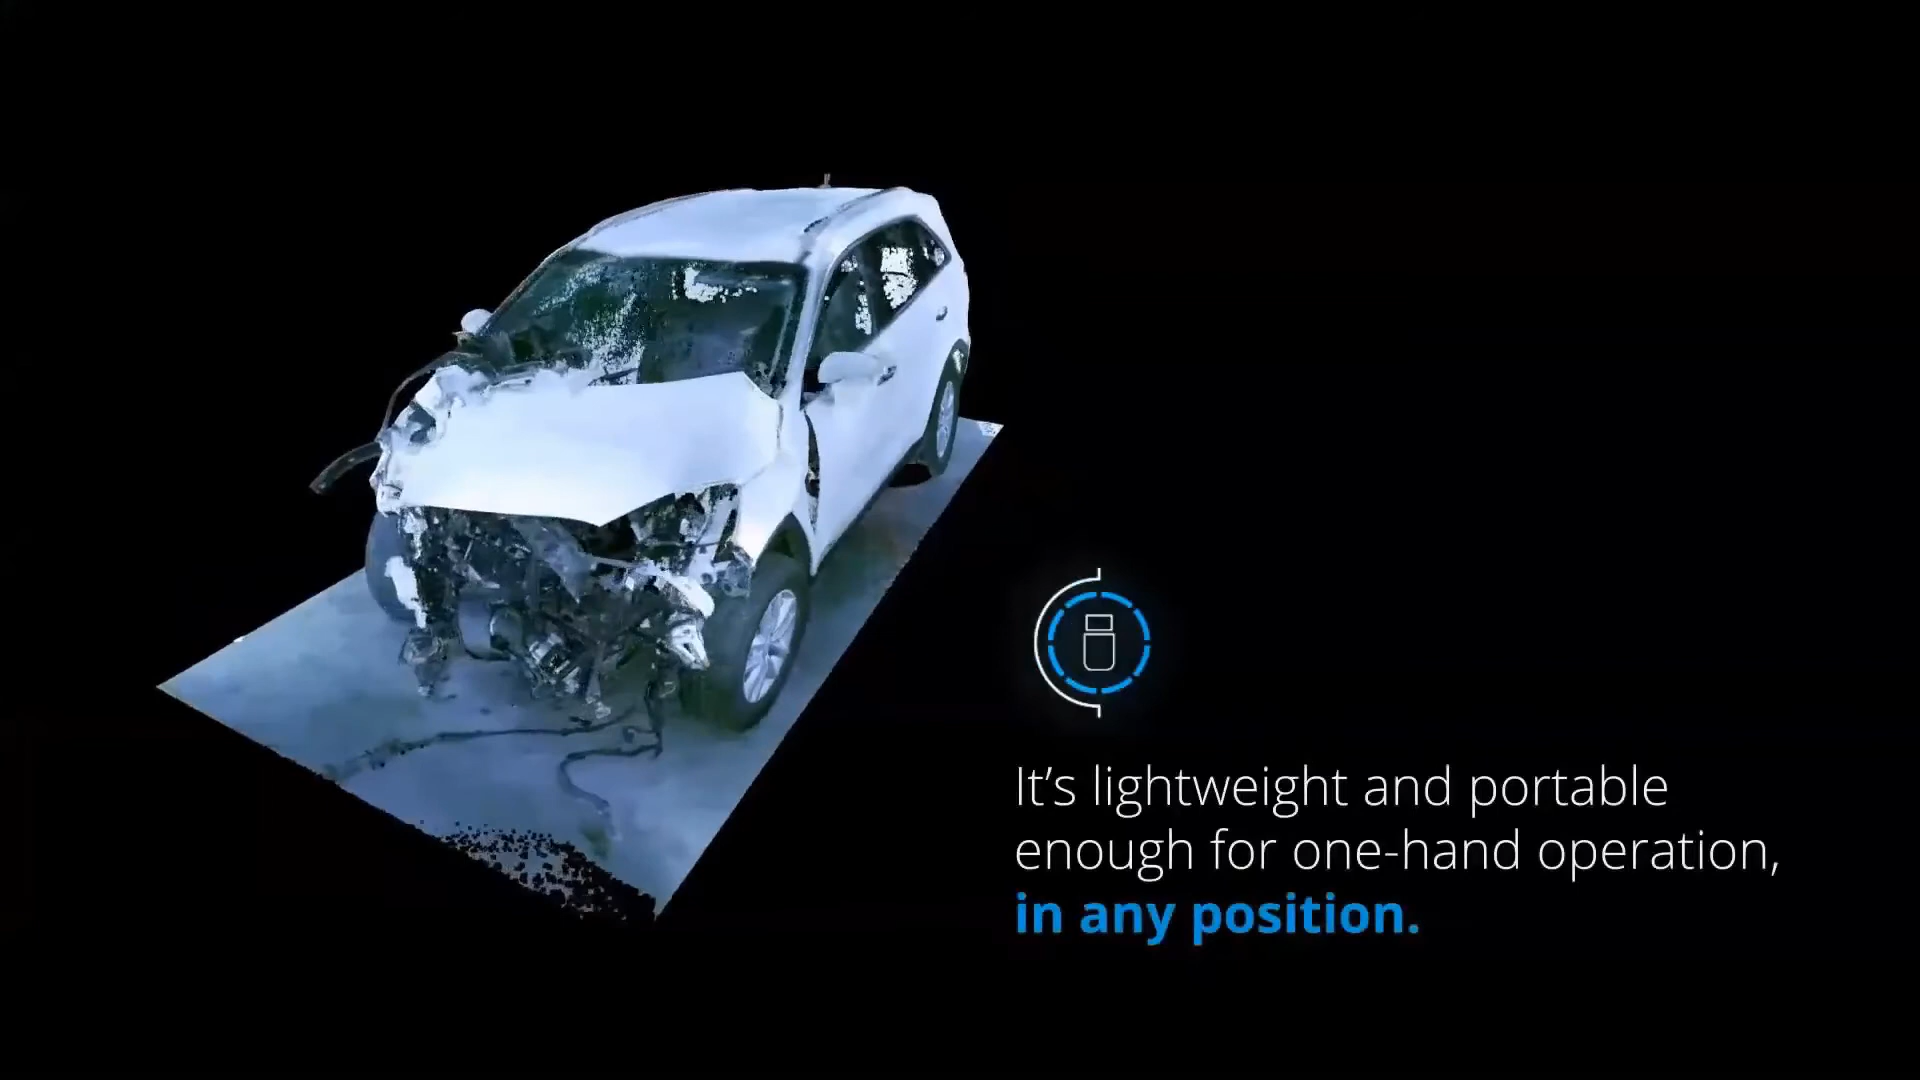 It’s lightweight and portable
enough for one-hand operation,
in any position.